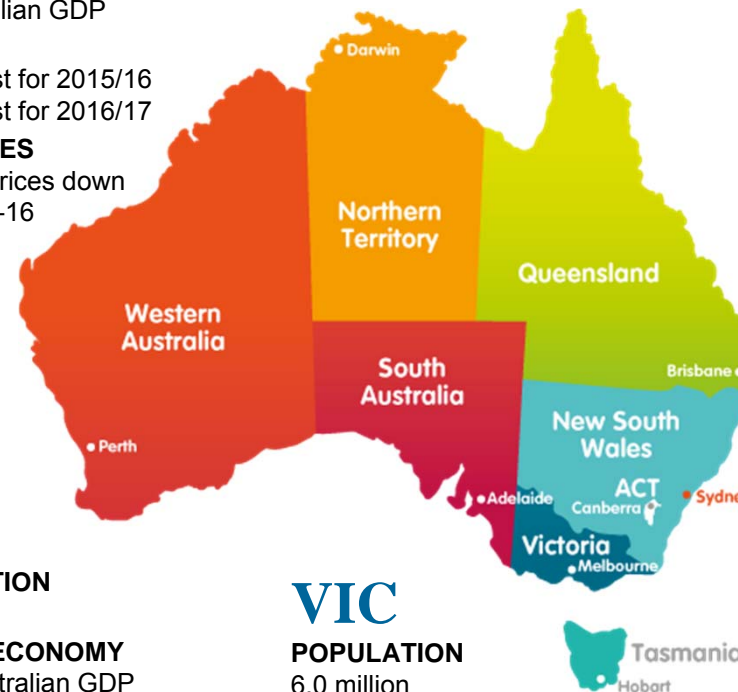 lian GDP
st for 2015/16
st for 2016/17
ES
rices down
-16
Darwin
Northern
Territory
Queensland
Western
Australia
South
Australia
Brisbane
New South
Wales
Perth
ACT
Canberra
Sydne
Adelaide
Victoria
Melbourne
TION
ECONOMY
tralian GDP
VIC
POPULATION
6.0 million
Tasmania
Hobart